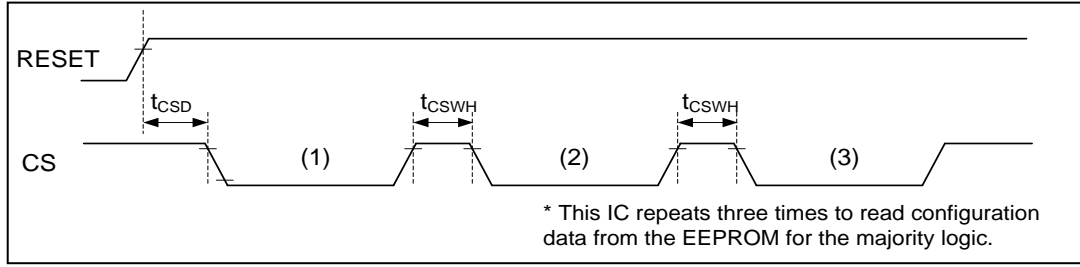 RESET
tCSD
tCSWH
tCSWH
CS
(1)
(2)
(3)
* This IC repeats three times to read configuration
data from the EEPROM for the majority logic.